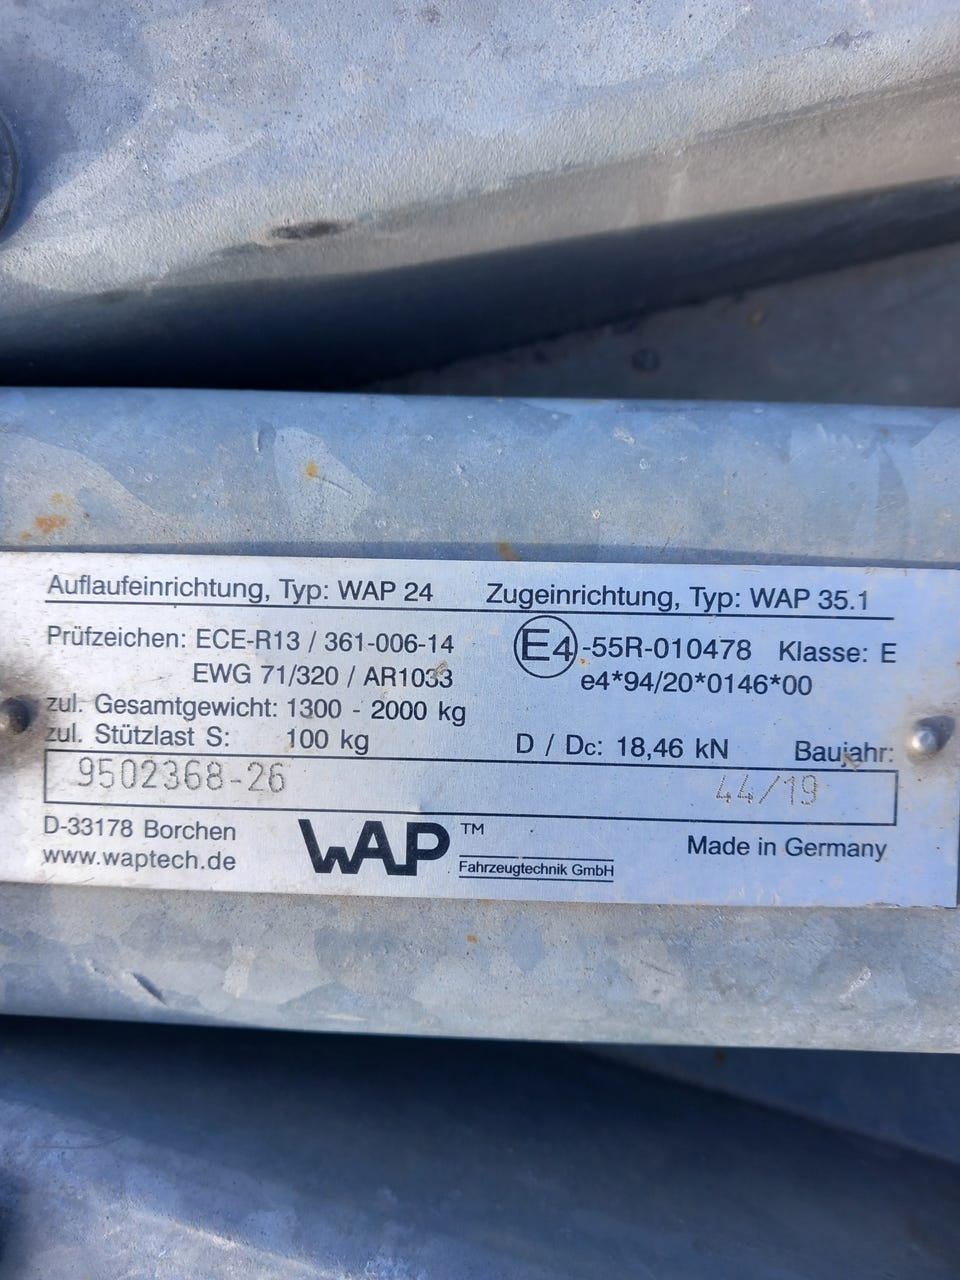 Auflaufeinrichtung, Typ: WAP 24 Zugeinrichtung, Typ: WAP 35.1
Prüfzeichen: ECE-R13 / 361-006-14 E4-55R-010478 Klasse: E
EWG 71/320 / AR1033 e4*94/20*0146*00
zul. Gesamtgewicht: 1300 - 2000 kg
zul. Stützlast S: 100 kg D / Dc: 18,46 kN Baujahr:
9502368-26 44/19
D-33178 Borchen
www.waptech.de
WAP™
Fahrzeugtechnik GmbH
Made in Germany